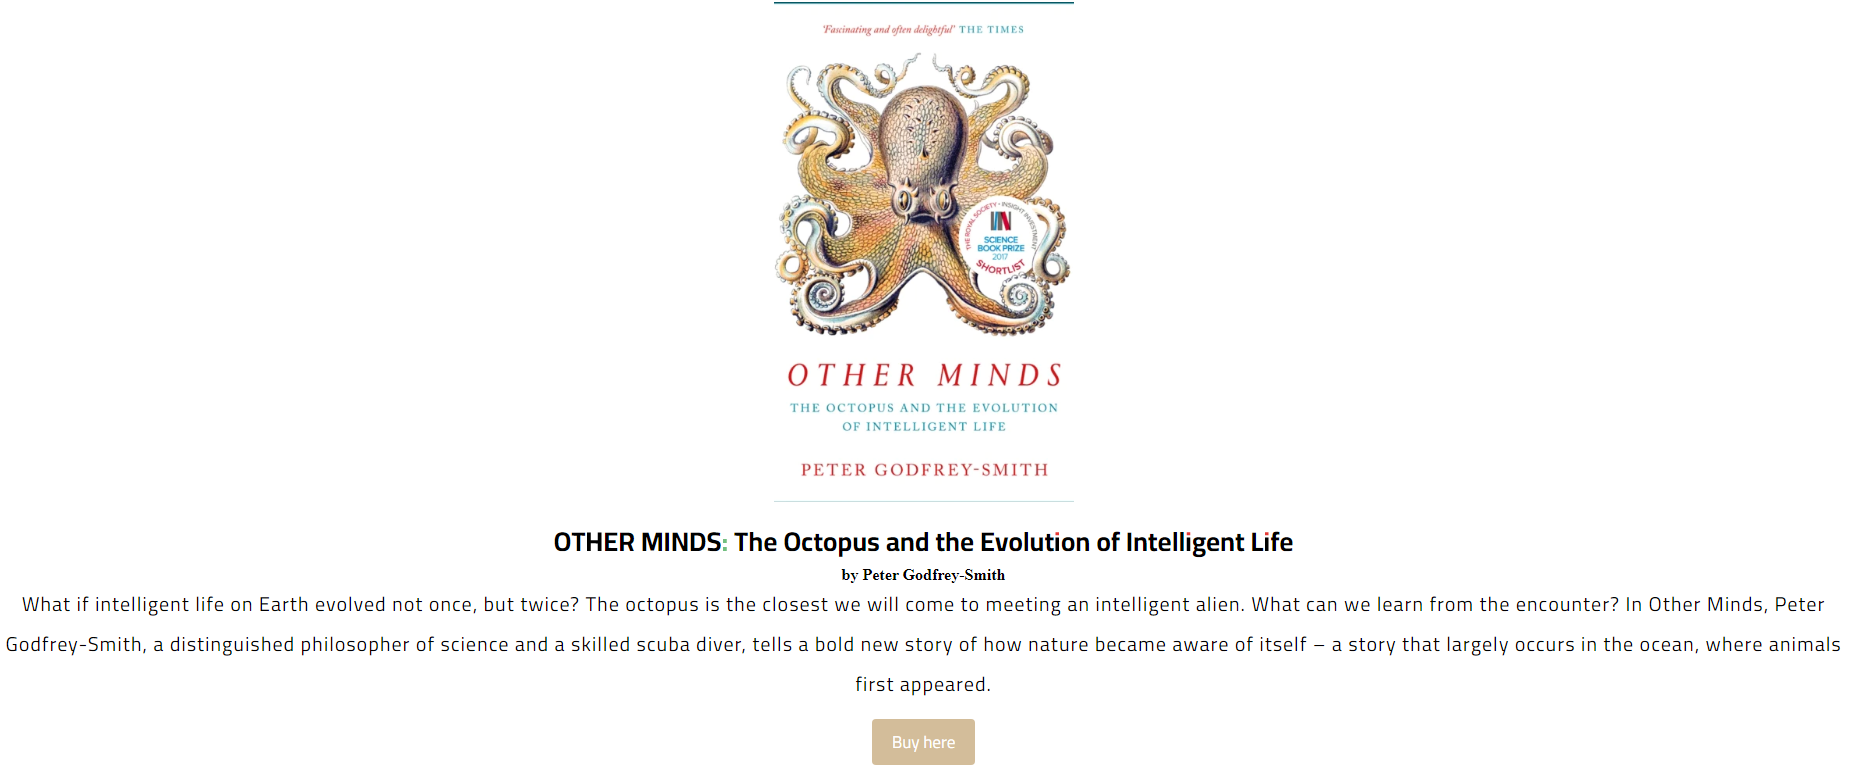 'Fascinating and often delightful' THE TIMES
THE ROYAL SOCIETY • INSIGHT INVESTMENT
SCIENCE
BOOK PRIZE
2017
SHORTLIST
OTHER MINDS
THE OCTOPUS AND THE EVOLUTION
OF INTELLIGENT LIFE
PETER GODFREY-SMITH
OTHER MINDS: The Octopus and the Evolution of Intelligent Life
by Peter Godfrey-Smith
What if intelligent life on Earth evolved not once, but twice? The octopus is the closest we will come to meeting an intelligent alien. What can we learn from the encounter? In Other Minds, Peter
Godfrey-Smith, a distinguished philosopher of science and a skilled scuba diver, tells a bold new story of how nature became aware of itself – a story that largely occurs in the ocean, where animals
first appeared.
Buy here